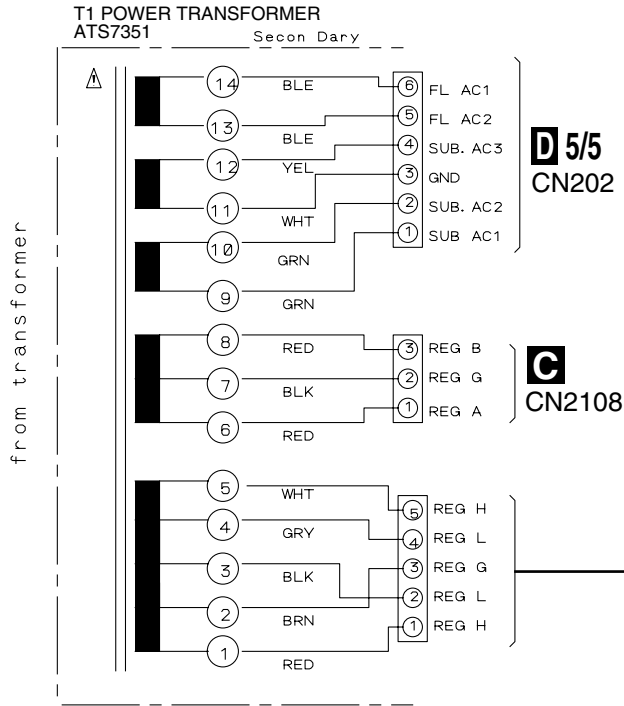 T1 POWER TRANSFORMER
ATS7351
Secon Dary
from transformer
14 BLE 6 FL AC1
13 BLE 5 FL AC2
12 YEL 4 SUB. AC3
11 WHT 3 GND
10 GRN 2 SUB. AC2
9 GRN 1 SUB AC1
D 5/5
CN202
8 RED 3 REG B
7 BLK 2 REG G
6 RED 1 REG A
C
CN2108
5 WHT 5 REG H
4 GRY 4 REG L
3 BLK 3 REG G
2 BRN 2 REG L
1 RED 1 REG H